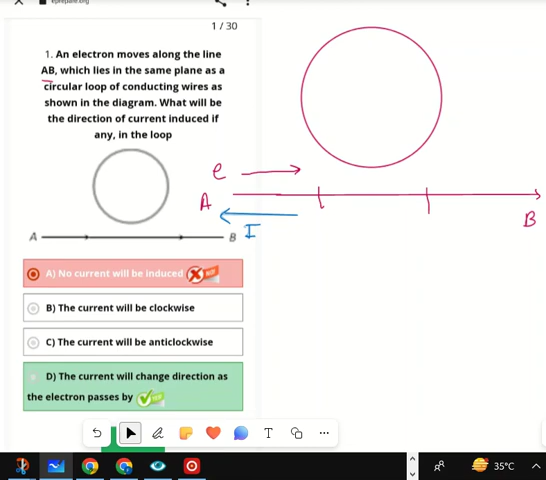 1 / 30
1. An electron moves along the line
AB, which lies in the same plane as a
circular loop of conducting wires as
shown in the diagram. What will be
the direction of current induced if
any, in the loop
A
B
A) No current will be induced
B) The current will be clockwise
C) The current will be anticlockwise
D) The current will change direction as
the electron passes by
e
A
B
I
T
35°C